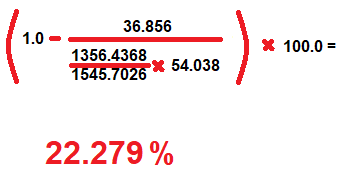 36.856
1.0 −
1356.4368
1545.7026 × 54.038
× 100.0 =
22.279 %